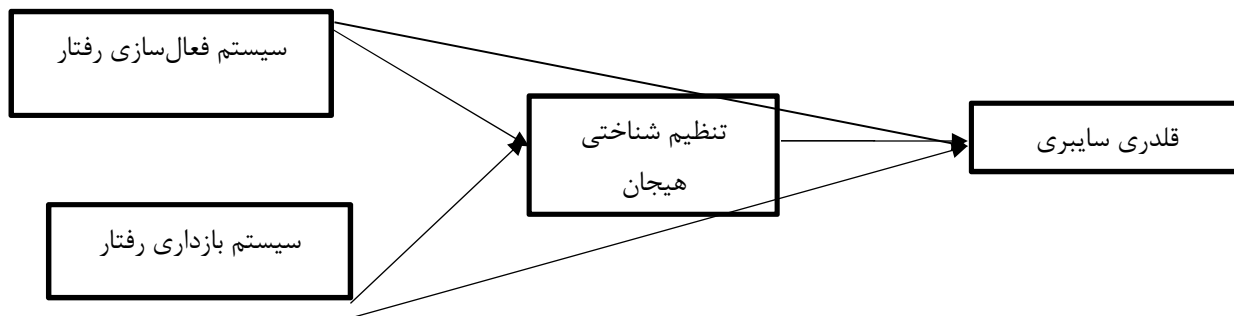 سیستم فعال‌سازی رفتار
تنظیم شناختی
هیجان
قلدری سایبری
سیستم بازداری رفتار